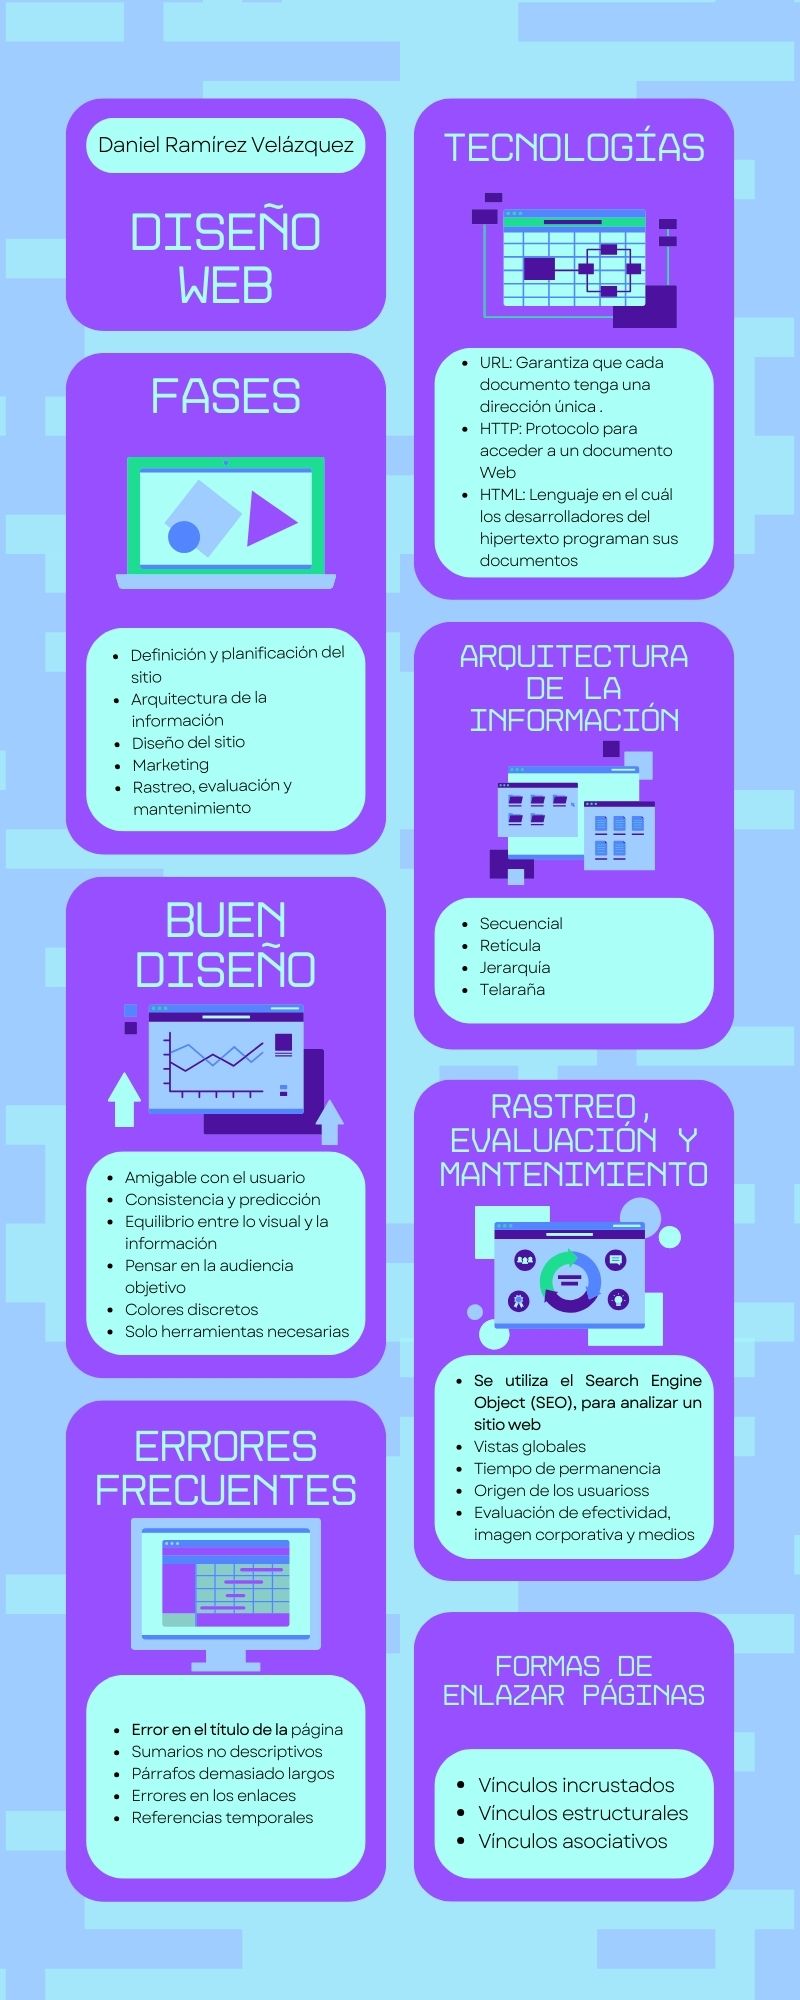 Daniel Ramírez Velázquez
DISEÑO
WEB
FASES
• Definición y planificación del
sitio
• Arquitectura de la
información
• Diseño del sitio
• Marketing
• Rastreo, evaluación y
mantenimiento
BUEN
DISEÑO
• Amigable con el usuario
• Consistencia y predicción
• Equilibrio entre lo visual y la
información
• Pensar en la audiencia
objetivo
• Colores discretos
• Solo herramientas necesarias
ERRORES
FRECUENTES
• Error en el título de la página
• Sumarios no descriptivos
• Párrafos demasiado largos
• Errores en los enlaces
• Referencias temporales
TECNOLOGÍAS
• URL: Garantiza que cada
documento tenga una
dirección única .
• HTTP: Protocolo para
acceder a un documento
Web
• HTML: Lenguaje en el cuál
los desarrolladores del
hipertexto programan sus
documentos
ARQUITECTURA
DE LA
INFORMACIÓN
• Secuencial
• Retícula
• Jerarquía
• Telaraña
RASTREO,
EVALUACIÓN Y
MANTENIMIENTO
• Se utiliza el Search Engine
Object (SEO), para analizar un
sitio web
• Vistas globales
• Tiempo de permanencia
• Origen de los usuarioss
• Evaluación de efectividad,
imagen corporativa y medios
FORMAS DE
ENLAZAR PÁGINAS
• Vínculos incrustados
• Vínculos estructurales
• Vínculos asociativos